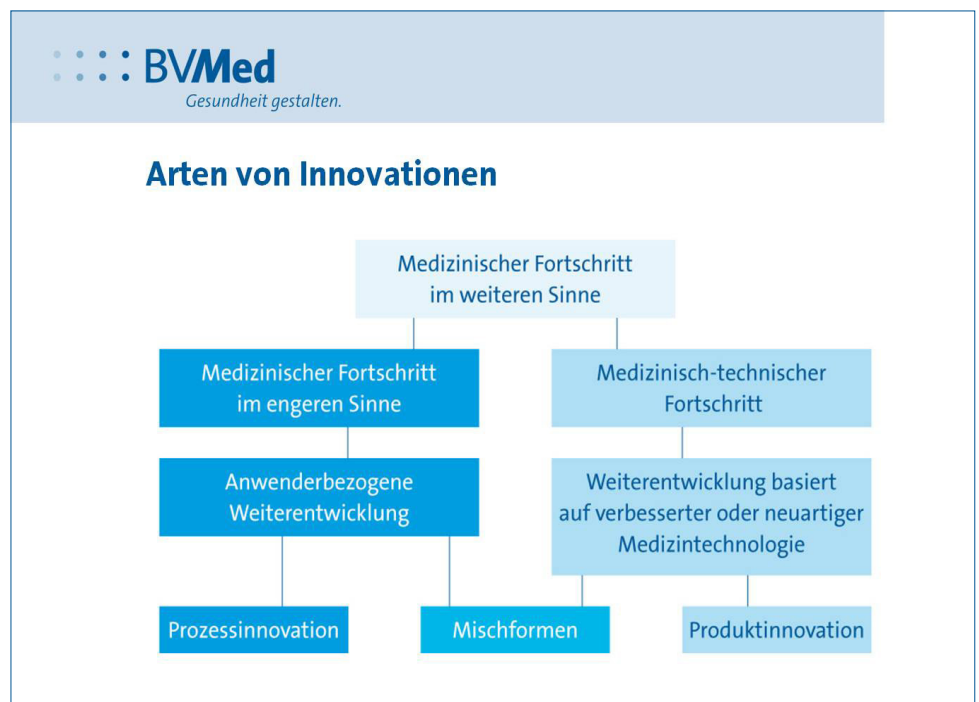 BVMed
Gesundheit gestalten.
Arten von Innovationen
Medizinischer Fortschritt
im weiteren Sinne
Medizinischer Fortschritt
im engeren Sinne
Medizinisch-technischer
Fortschritt
Anwenderbezogene
Weiterentwicklung
Weiterentwicklung basiert
auf verbesserter oder neuartiger
Medizintechnologie
Prozessinnovation
Mischformen
Produktinnovation